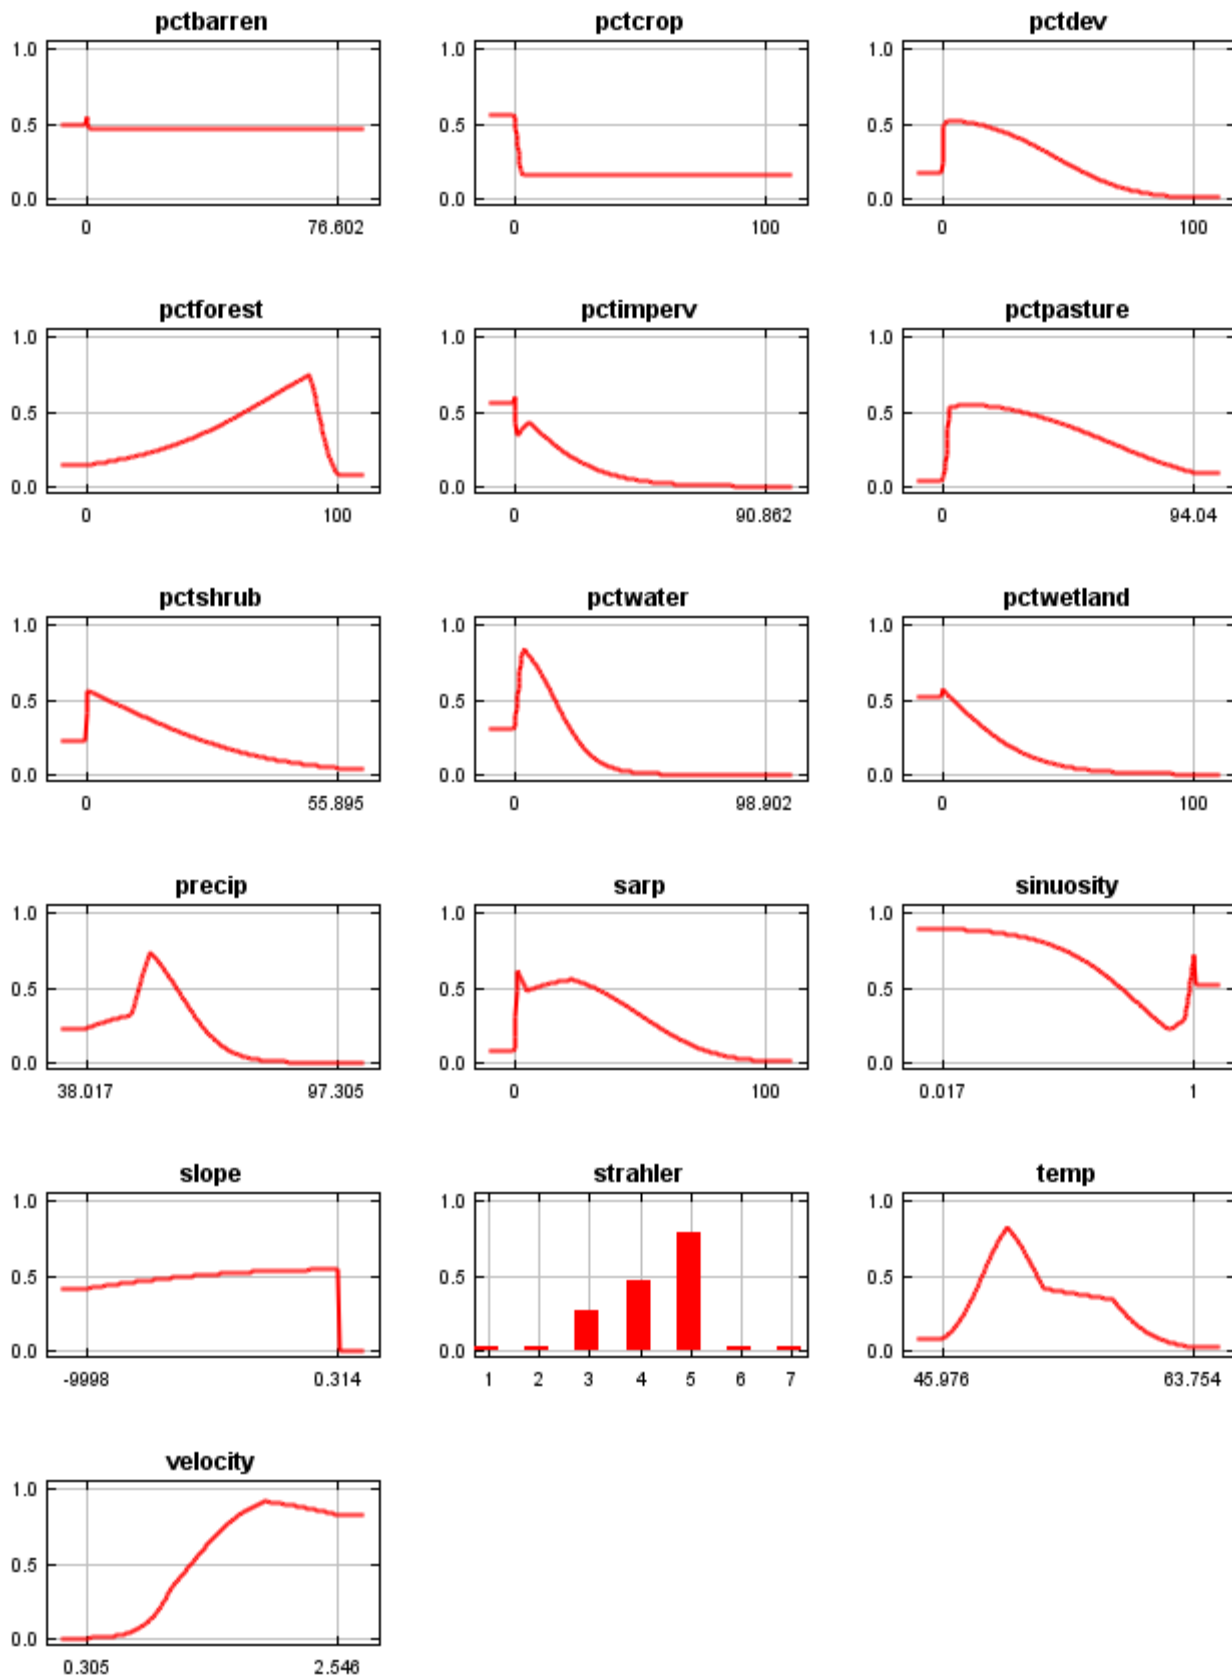 pctbarren pctcrop pctdev
1.0 1.0 1.0
0.5 0.5 0.5
0.0 0.0 0.0
0 76.602 0 100 0 100
pctforest pctimperv pctpasture
1.0 1.0 1.0
0.5 0.5 0.5
0.0 0.0 0.0
0 100 0 90.862 0 94.04
pctshrub pctwater pctwetland
1.0 1.0 1.0
0.5 0.5 0.5
0.0 0.0 0.0
0 55.895 0 98.902 0 100
precip sarp sinuosity
1.0 1.0 1.0
0.5 0.5 0.5
0.0 0.0 0.0
38.017 97.305 0 100 0.017 1
slope strahler temp
1.0 1.0 1.0
0.5 0.5 0.5
0.0 0.0 0.0
-9998 0.314 1 2 3 4 5 6 7 45.976 63.754
velocity
1.0
0.5
0.0
0.305 2.546